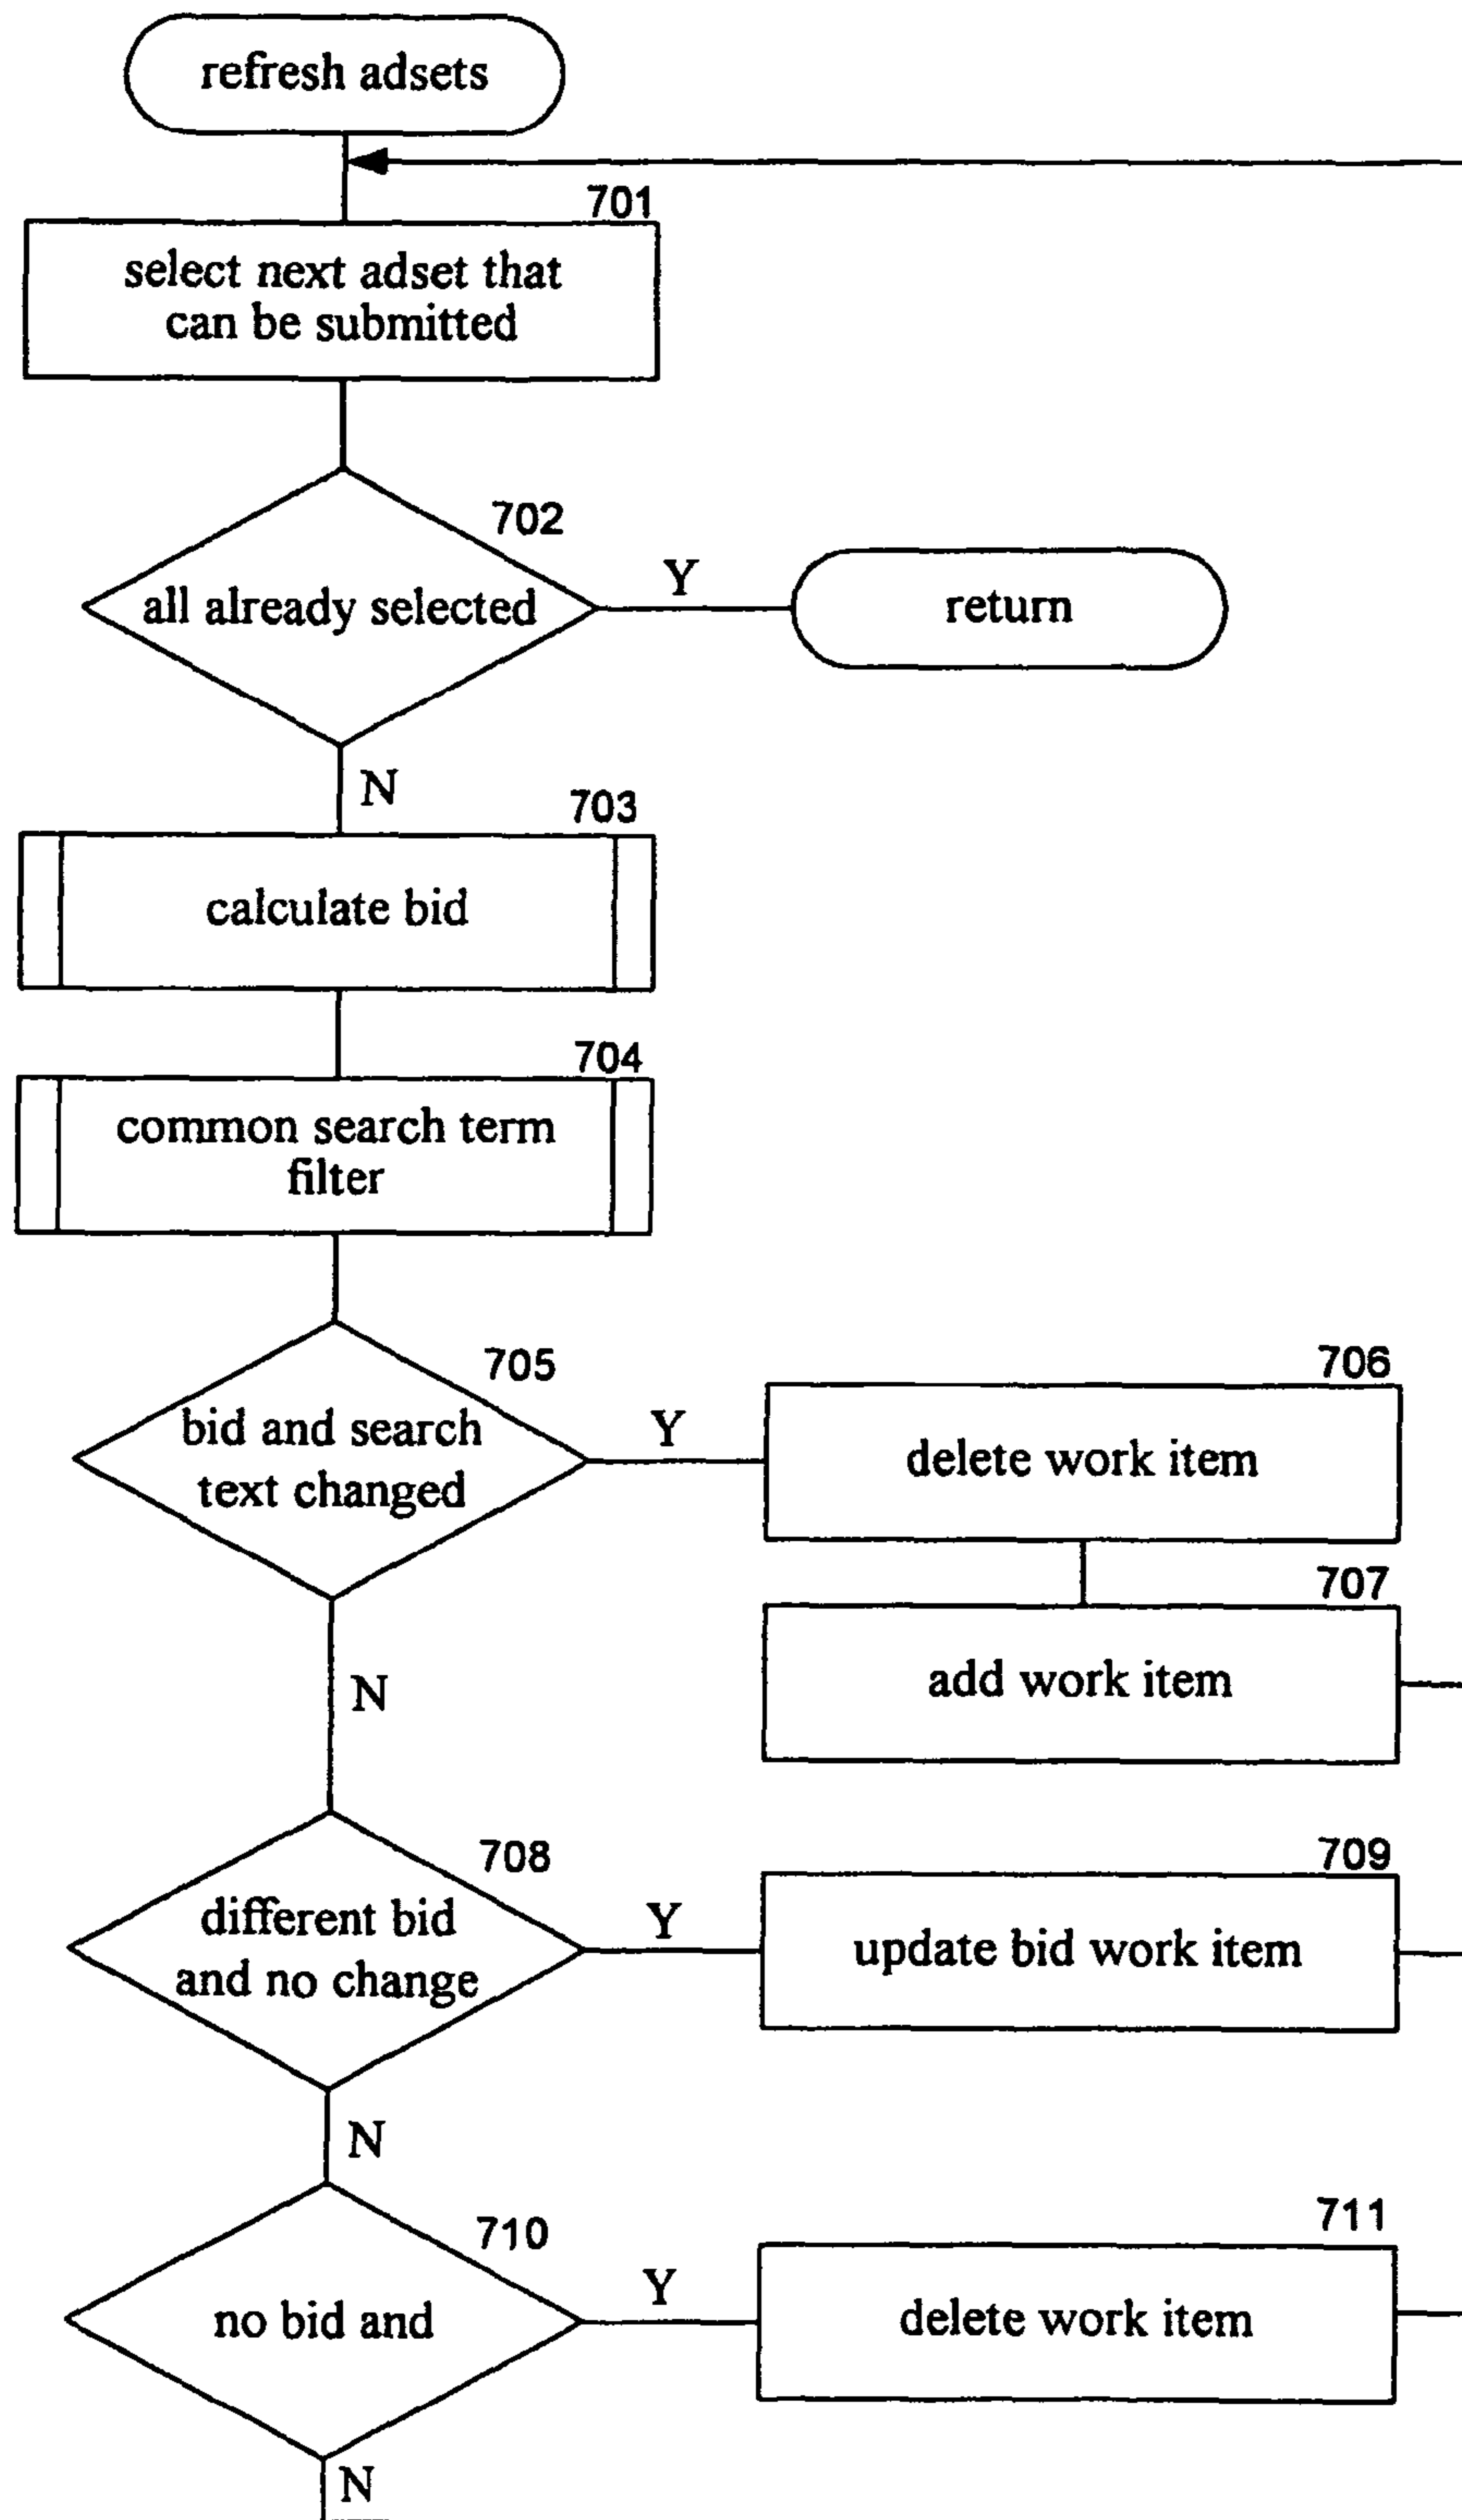 refresh adsets
701
select next adset that
can be submitted
702
all already selected
Y
return
N
703
calculate bid
704
common search term
filter
705
bid and search
text changed
Y
706
delete work item
707
add work item
N
708
different bid
and no change
Y
709
update bid work item
N
710
no bid and
Y
711
delete work item
N